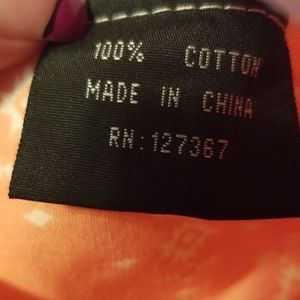 100% COTTON
MADE IN CHINA
RN: 127367